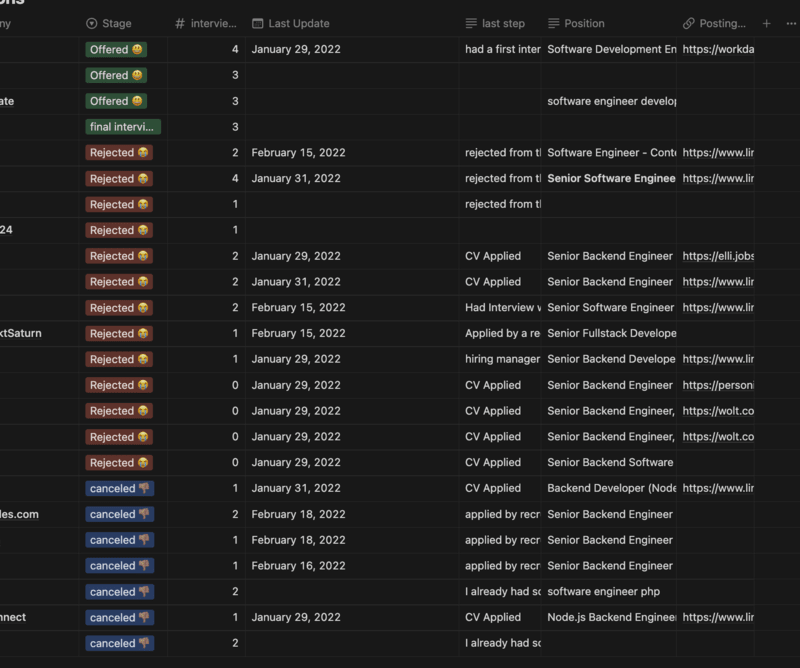 ons
ny Stage # intervie... Last Update last step Position Posting...
Offered 4 January 29, 2022 had a first inter Software Development En https://workda
Offered 3
ate Offered 3 software engineer develop
final intervi... 3
Rejected 2 February 15, 2022 rejected from th Software Engineer - Conte https://www.lin
Rejected 4 January 31, 2022 rejected from th Senior Software Enginee https://www.lin
Rejected 1 rejected from th
24 Rejected 1
Rejected 2 January 29, 2022 CV Applied Senior Backend Engineer https://elli.jobs
Rejected 2 January 31, 2022 CV Applied Senior Backend Engineer https://www.lin
Rejected 2 February 15, 2022 Had Interview w Senior Software Engineer https://www.lin
ktSaturn Rejected 1 February 15, 2022 Applied by a re Senior Fullstack Develope
Rejected 1 January 29, 2022 hiring manager Senior Backend Develope https://www.lin
Rejected 0 January 29, 2022 CV Applied Senior Backend Engineer https://persono
Rejected 0 January 29, 2022 CV Applied Senior Backend Engineer, https://wolt.co
Rejected 0 January 29, 2022 CV Applied Senior Backend Engineer, https://wolt.co
Rejected 0 January 29, 2022 CV Applied Senior Backend Software
canceled 1 January 31, 2022 CV Applied Backend Developer (Node https://www.lin
les.com canceled 2 February 18, 2022 applied by recr Senior Backend Engineer
canceled 1 February 18, 2022 applied by recr Senior Backend Engineer
canceled 1 February 16, 2022 applied by recr Senior Backend Engineer
canceled 2 I already had so software engineer php
nnect canceled 1 January 29, 2022 CV Applied Node.js Backend Enginee https://www.lin
canceled 2 I already had so